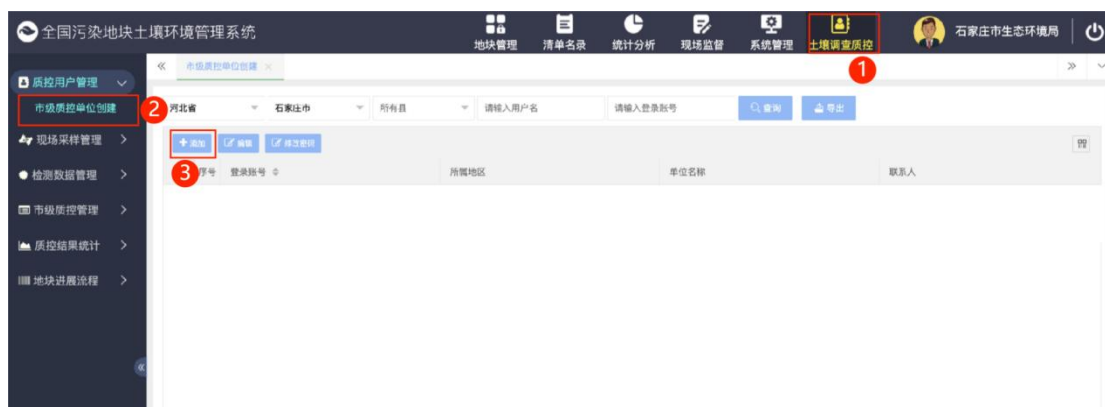 全国污染地块土壤环境管理系统
地块管理 清单名录 统计分析 现场监督 系统管理 土壤调查质控 石家庄市生态环境局
1
质控用户管理
市级质控单位创建
市级质控单位创建 ×
2
河北省 石家庄市 所有县 请输入用户名 请输入登录账号 查询 导出
现场采样管理
+ 添加 编辑 修改密码
3
序号 登录账号 所属地区 单位名称 联系人
检测数据管理
市级质控管理
质控结果统计
地块进展流程